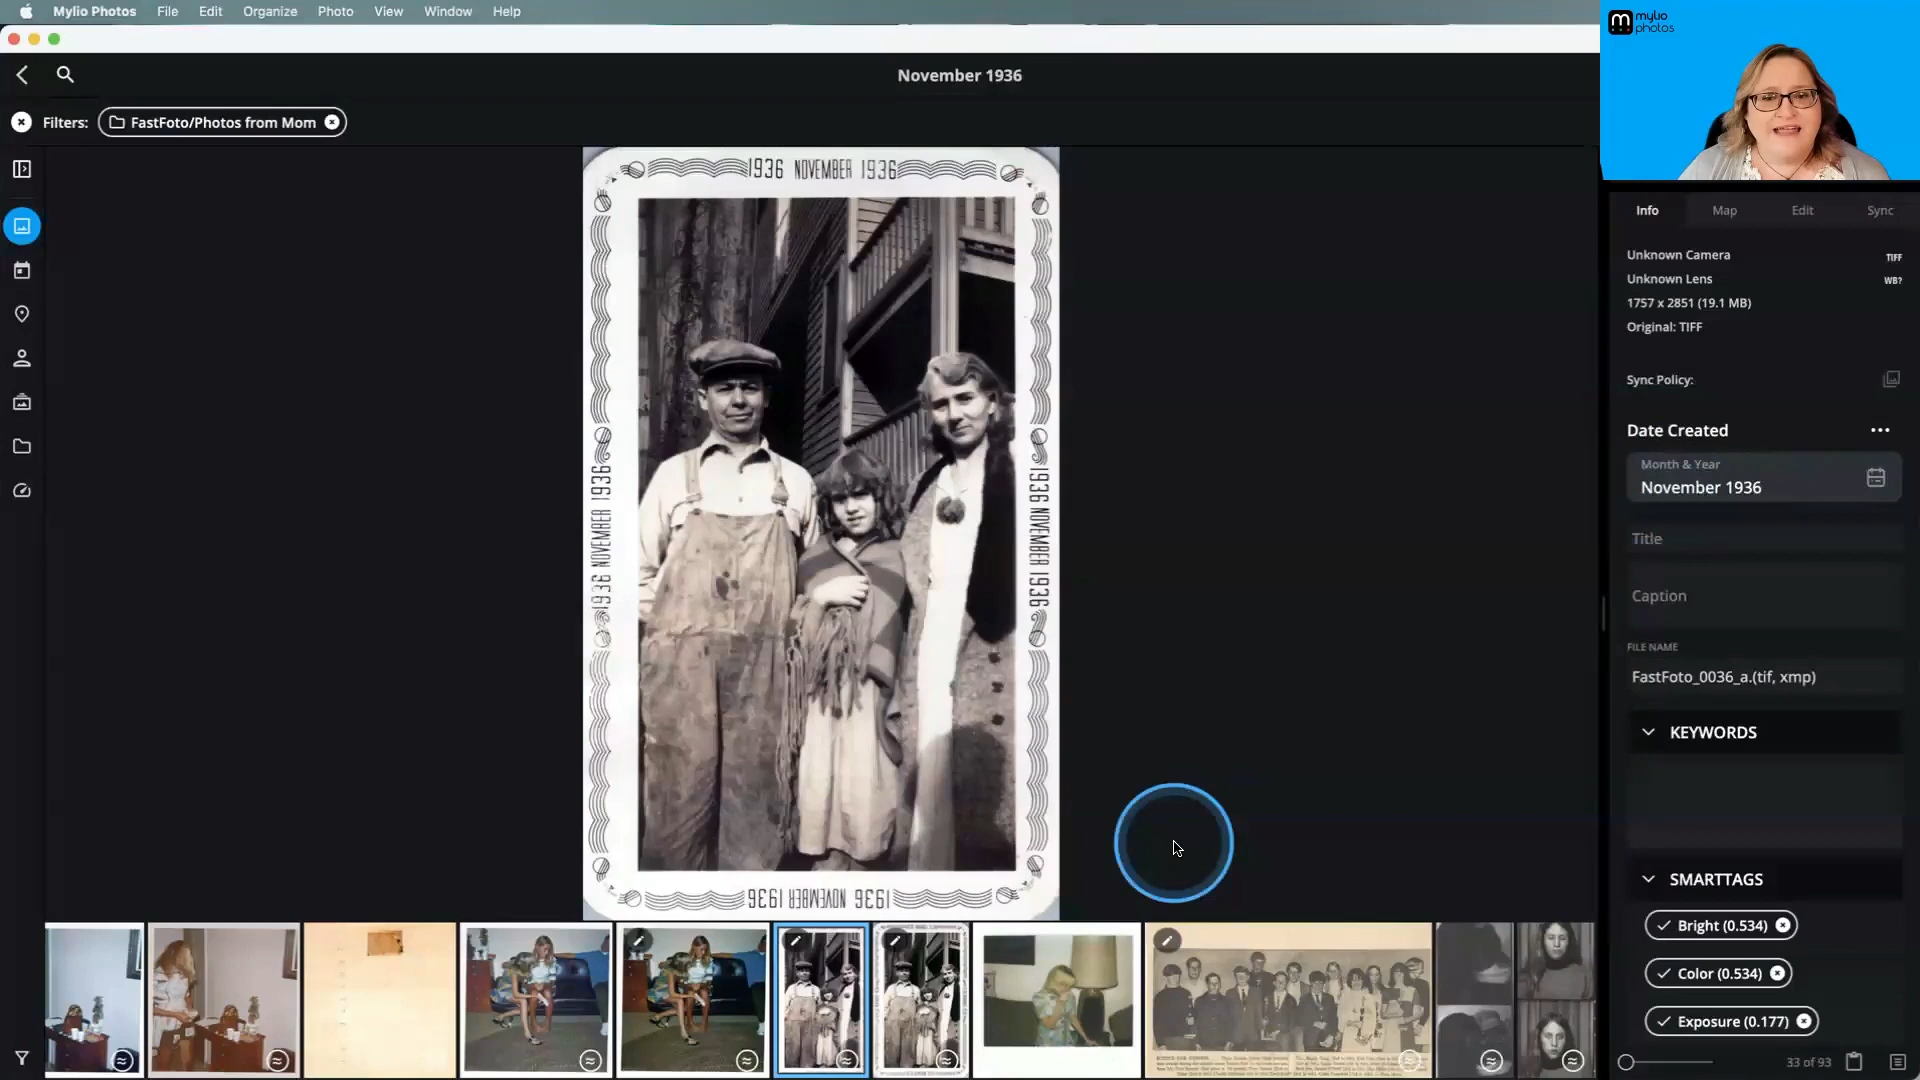 Mylio Photos File Edit Organize Photo View Window Help
mylio
photos
November 1936
Filters: FastFoto/Photos from Mom
1936 NOVEMBER 1936
1936 NOVEMBER 1936
1936 NOVEMBER 1936
1936 NOVEMBER 1936
Info Map Edit Sync
Unknown Camera TIFF
Unknown Lens WB?
1757 x 2851 (19.1 MB)
Original: TIFF
Sync Policy:
Date Created
Month & Year
November 1936
Title
Caption
FILE NAME
FastFoto_0036_a.(tif, xmp)
KEYWORDS
SMARTTAGS
Bright (0.534)
Color (0.534)
Exposure (0.177)
33 of 93